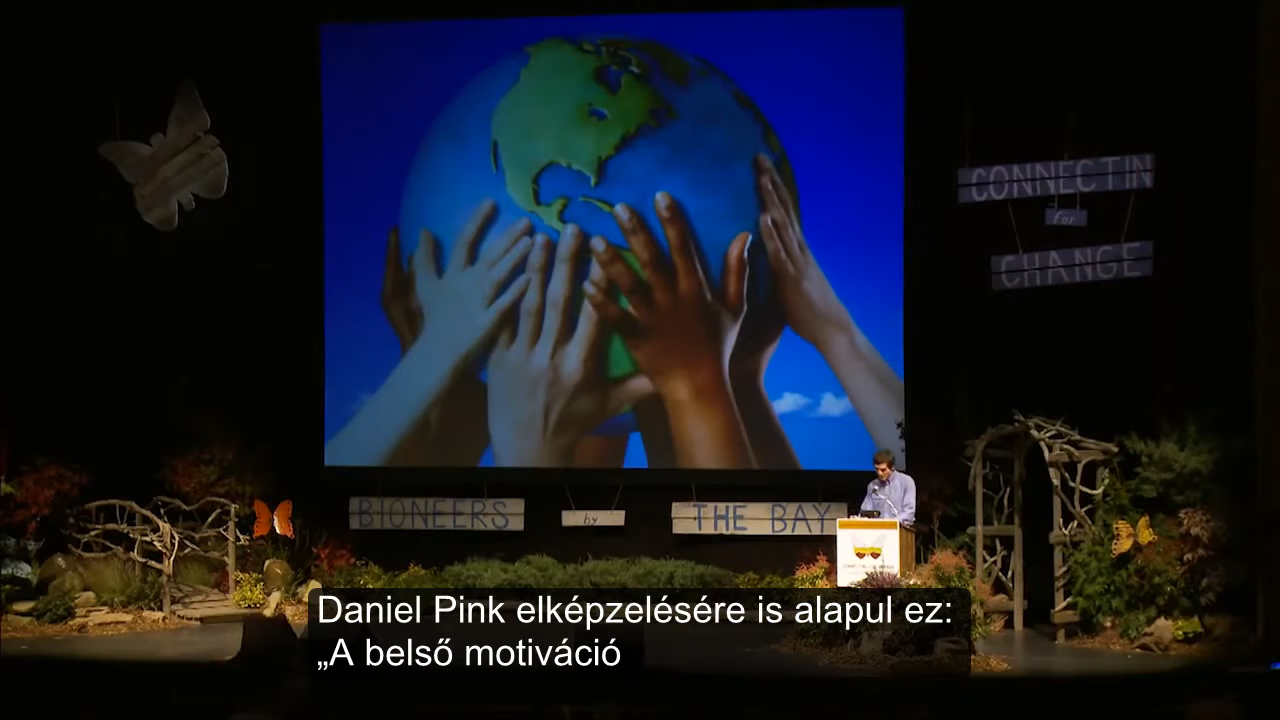 CONNECTIN
for
CHANGE
BIONEERS
by
THE BAY
Daniel Pink elképzelésére is alapul ez:
„A belső motiváció